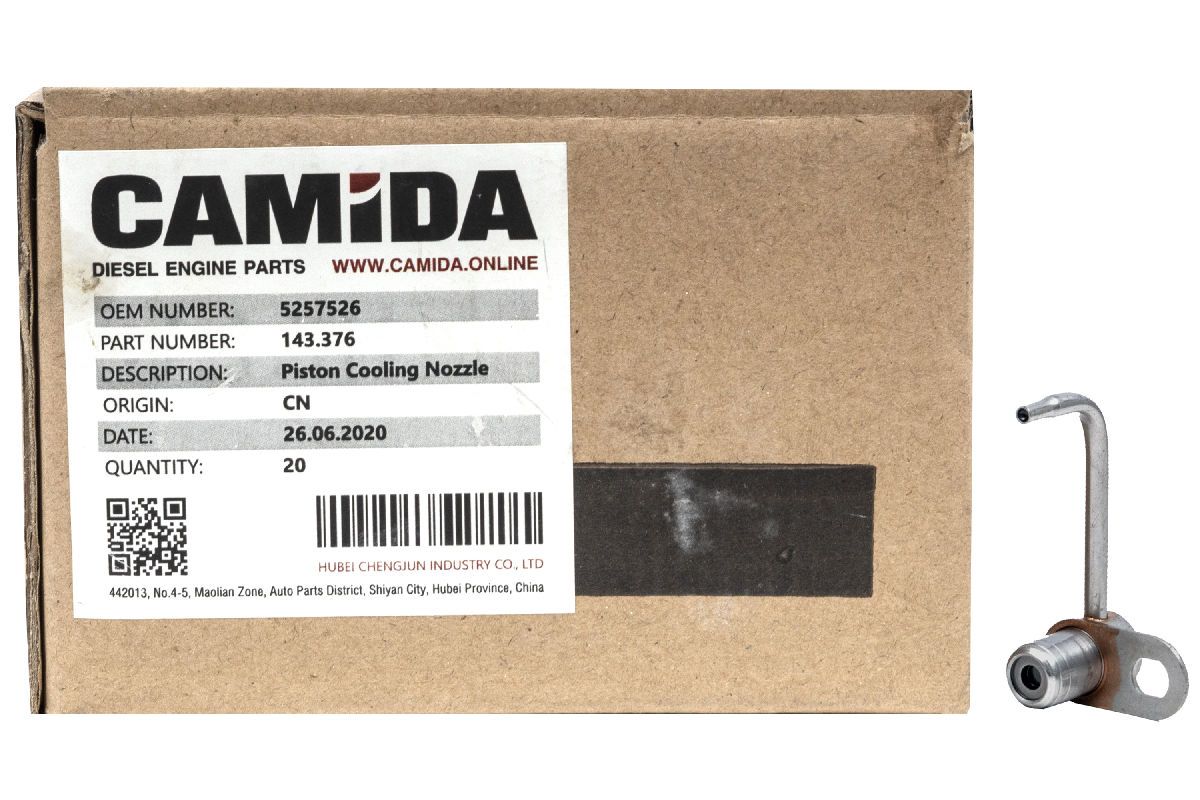 CAMiDA
DIESEL ENGINE PARTS WWW.CAMIDA.ONLINE
OEM NUMBER: 5257526
PART NUMBER: 143.376
DESCRIPTION: Piston Cooling Nozzle
ORIGIN: CN
DATE: 26.06.2020
QUANTITY: 20
HUBEI CHENGJUN INDUSTRY CO., LTD
442013, No.4-5, Maolian Zone, Auto Parts District, Shiyan City, Hubei Province, China